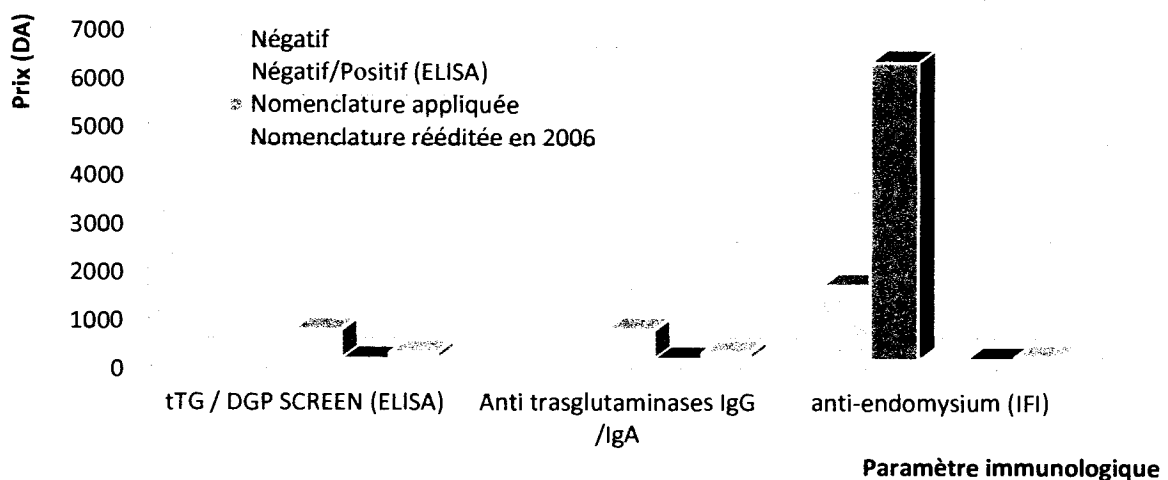 Prix (DA)
7000
6000
5000
4000
3000
2000
1000
0
Négatif
Négatif/Positif (ELISA)
Nomenclature appliquée
Nomenclature rééditée en 2006
tTG / DGP SCREEN (ELISA)
Anti trasglutaminases IgG
/IgA
anti-endomysium (IFI)
Paramètre immunologique